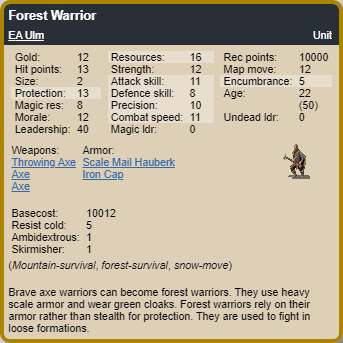 Forest Warrior
EA Ulm Unit
Gold: 12 Resources: 16 Rec points: 10000
Hit points: 13 Strength: 12 Map move: 12
Size: 2 Attack skill: 11 Encumbrance: 5
Protection: 13 Defence skill: 8 Age: 22
Magic res: 8 Precision: 10 (50)
Morale: 12 Combat speed: 11 Undead ldr: 0
Leadership: 40 Magic ldr: 0
Weapons: Armor:
Throwing Axe Scale Mail Hauberk
Axe Iron Cap
Axe
Basecost: 10012
Resist cold: 5
Ambidextrous: 1
Skirmisher: 1
(Mountain-survival, forest-survival, snow-move)
Brave axe warriors can become forest warriors. They use heavy
scale armor and wear green cloaks. Forest warriors rely on their
armor rather than stealth for protection. They are used to fight in
loose formations.